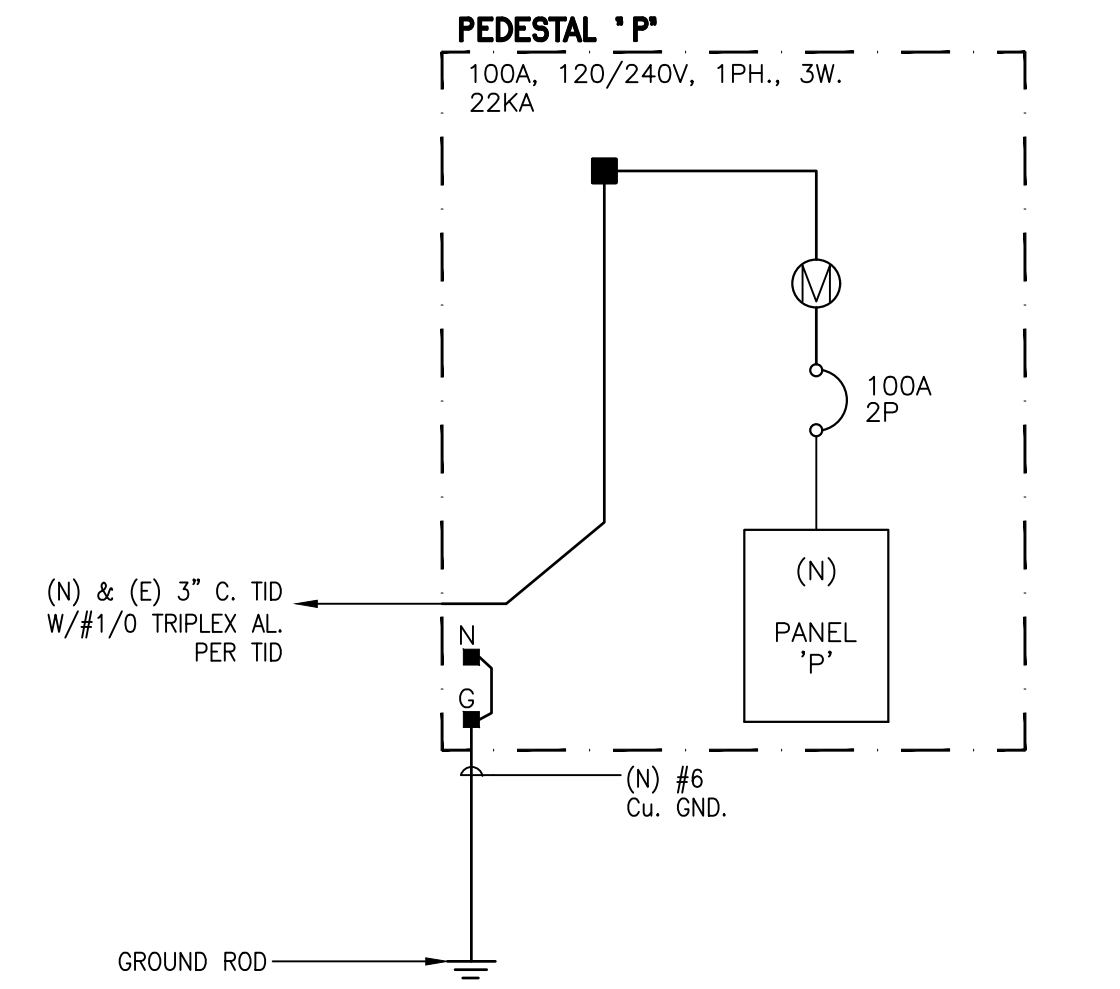 PEDESTAL "P"
100A, 120/240V, 1PH., 3W.
22KA
M
100A
2P
(N) & (E) 3" C. TID
W/#1/0 TRIPLEX AL.
PER TID
(N)
PANEL
'P'
N
G
(N) #6
Cu. GND.
GROUND ROD